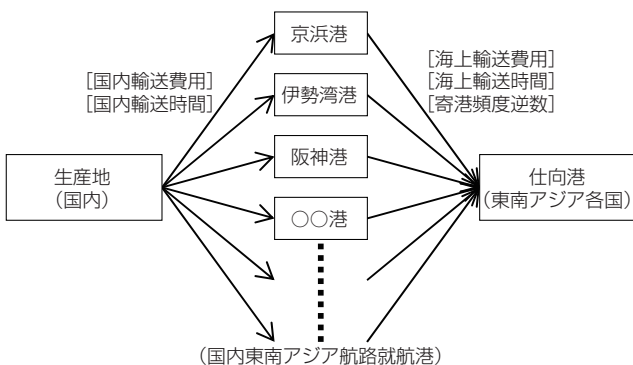 京浜港
[国内輸送費用]
[国内輸送時間]
[海上輸送費用]
[海上輸送時間]
[寄港頻度逆数]
伊勢湾港
阪神港
生産地
(国内)
仕向港
(東南アジア各国)
○○港
(国内東南アジア航路就航港)